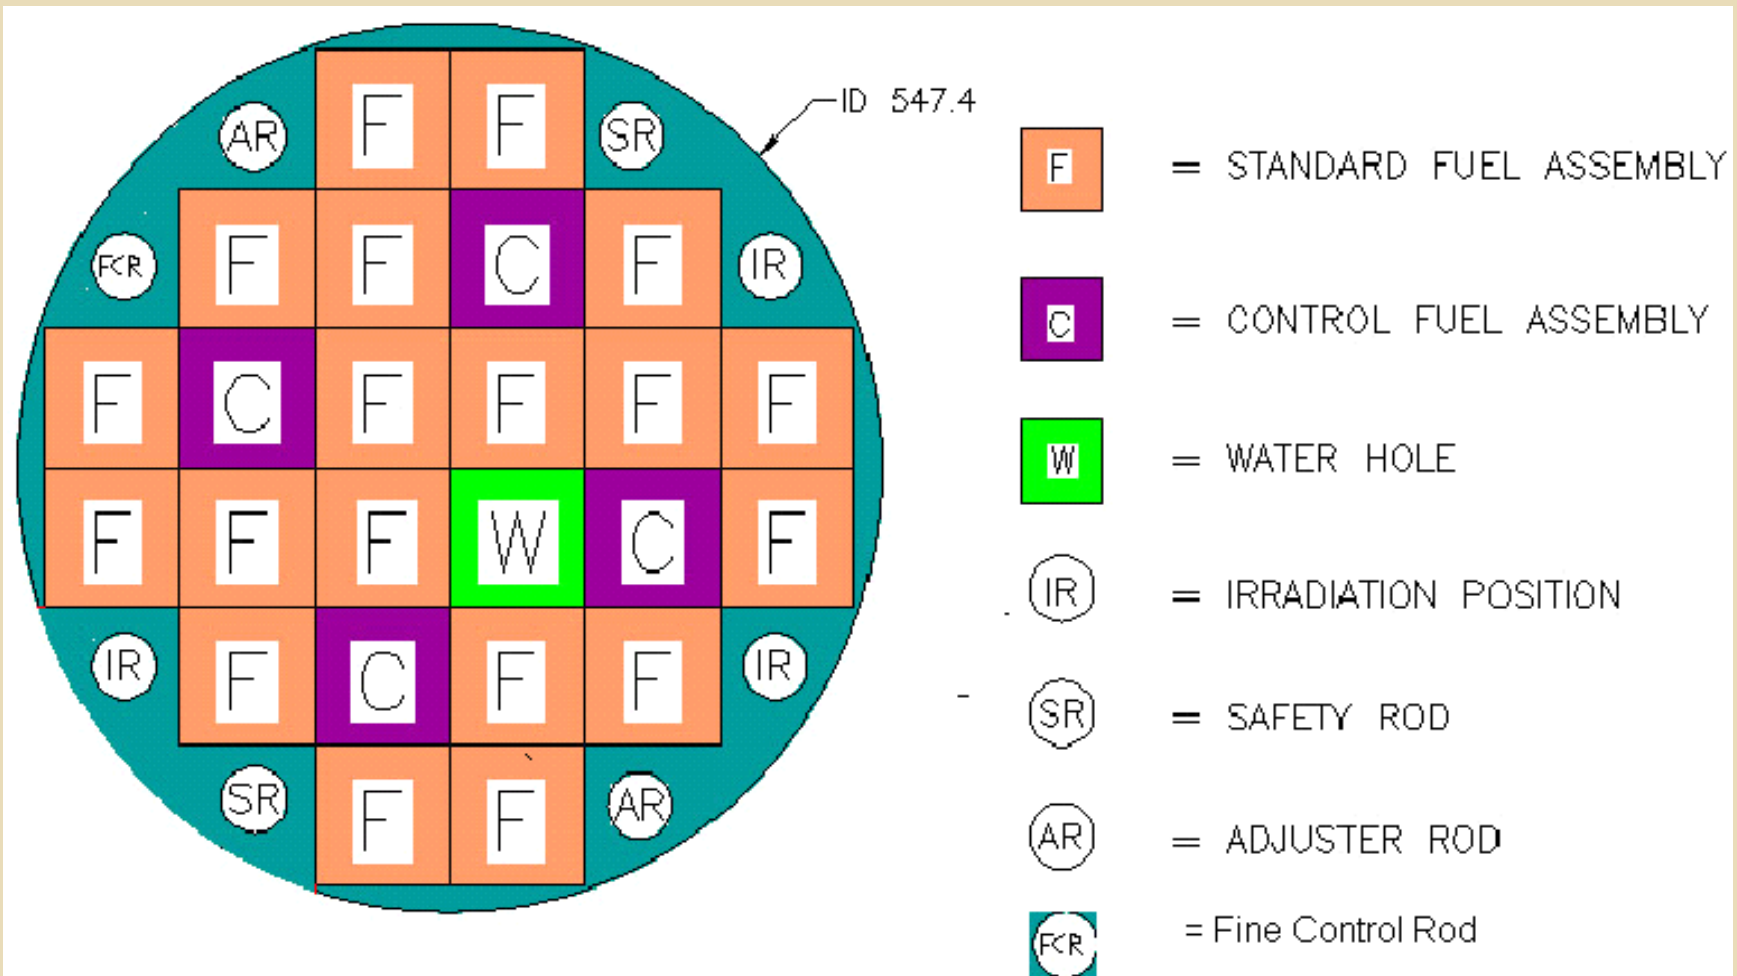 F F
AR SR
ID 547.4
F F C F
FCR IR
F C F F F F
F F F W C F
IR F C F F IR
SR F F AR
F = STANDARD FUEL ASSEMBLY
C = CONTROL FUEL ASSEMBLY
W = WATER HOLE
IR = IRRADIATION POSITION
SR = SAFETY ROD
AR = ADJUSTER ROD
FCR = Fine Control Rod